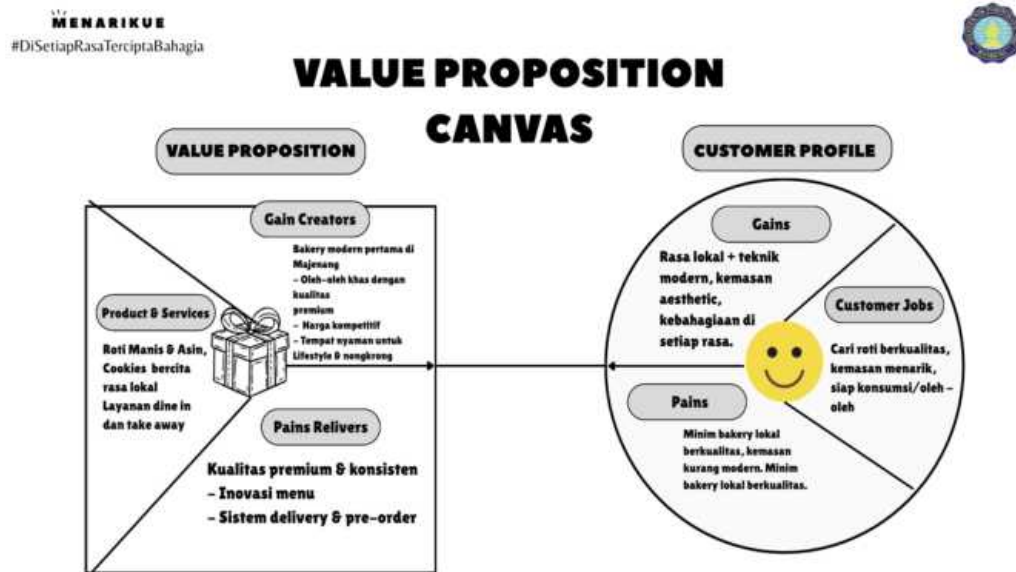 MENARIKUE
#DiSetiapRasaTerciptaBahagia
VALUE PROPOSITION
CANVAS
VALUE PROPOSITION
Gain Creators
Bakery modern pertama di
Majenang
- Oleh-oleh khas dengan
kualitas
premium
- Harga kompetitif
- Tempat nyaman untuk
Lifestyle & nongkrong
Product & Services
Roti Manis & Asin,
Cookies bercita
rasa lokal
Layanan dine in
dan take away
Pains Relivers
Kualitas premium & konsisten
- Inovasi menu
- Sistem delivery & pre-order
CUSTOMER PROFILE
Gains
Rasa lokal + teknik
modern, kemasan
aesthetic,
kebahagiaan di
setiap rasa.
Customer Jobs
Cari roti berkualitas,
kemasan menarik,
siap konsumsi/oleh -
oleh
Pains
Minim bakery lokal
berkualitas, kemasan
kurang modern. Minim
bakery lokal berkualitas.